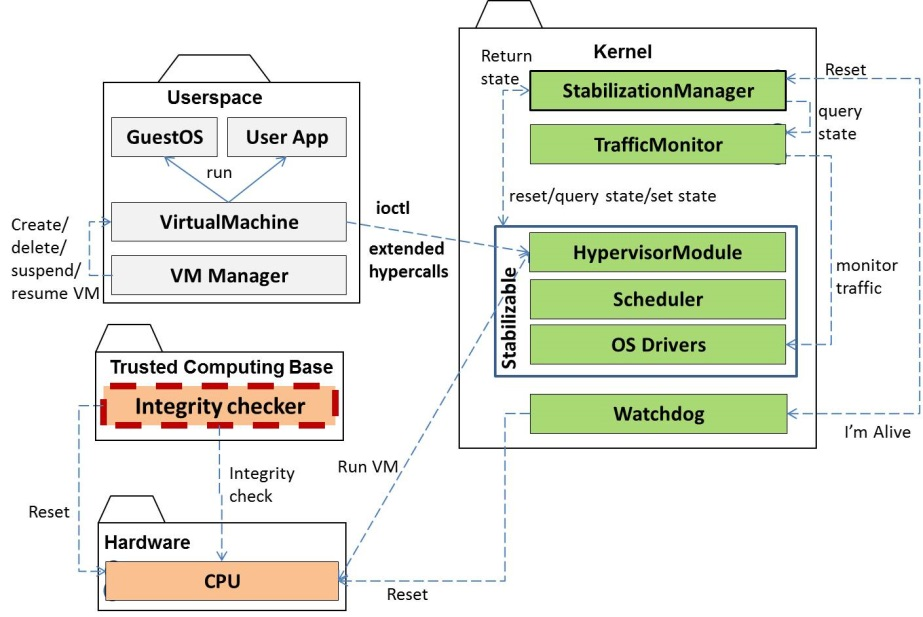 Userspace
GuestOS
User App
run
VirtualMachine
VM Manager
Create/
delete/
suspend/
resume VM
ioctl
extended
hypercalls
Kernel
Return
state
StabilizationManager
Reset
query
state
TrafficMonitor
reset/query state/set state
Stabilizable
HypervisorModule
Scheduler
OS Drivers
monitor
traffic
Watchdog
I'm Alive
Trusted Computing Base
Integrity checker
Integrity
check
Run VM
Reset
Hardware
CPU
Reset